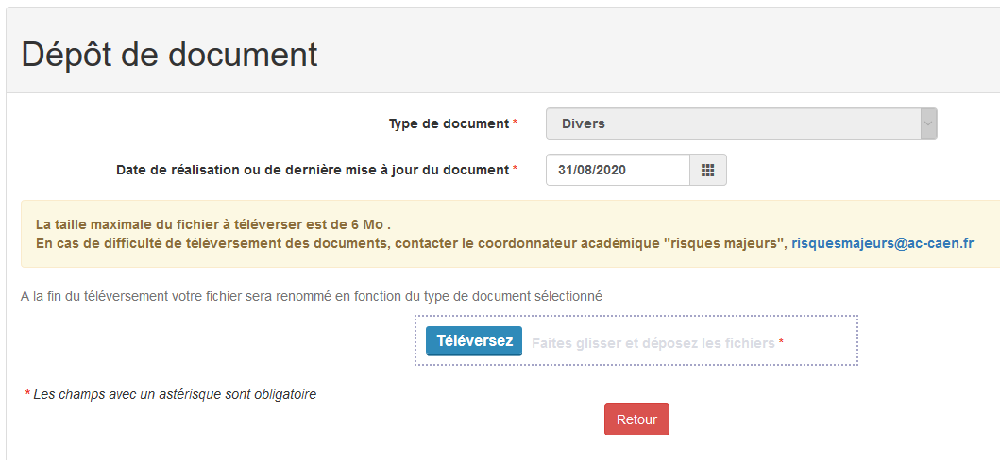 Dépôt de document
Type de document *
Divers
Date de réalisation ou de dernière mise à jour du document *
31/08/2020
La taille maximale du fichier à téléverser est de 6 Mo .
En cas de difficulté de téléversement des documents, contacter le coordonnateur académique "risques majeurs", risquesmajeurs@ac-caen.fr
A la fin du téléversement votre fichier sera renommé en fonction du type de document sélectionné
Téléversez
Faites glisser et déposez les fichiers *
* Les champs avec un astérisque sont obligatoire
Retour